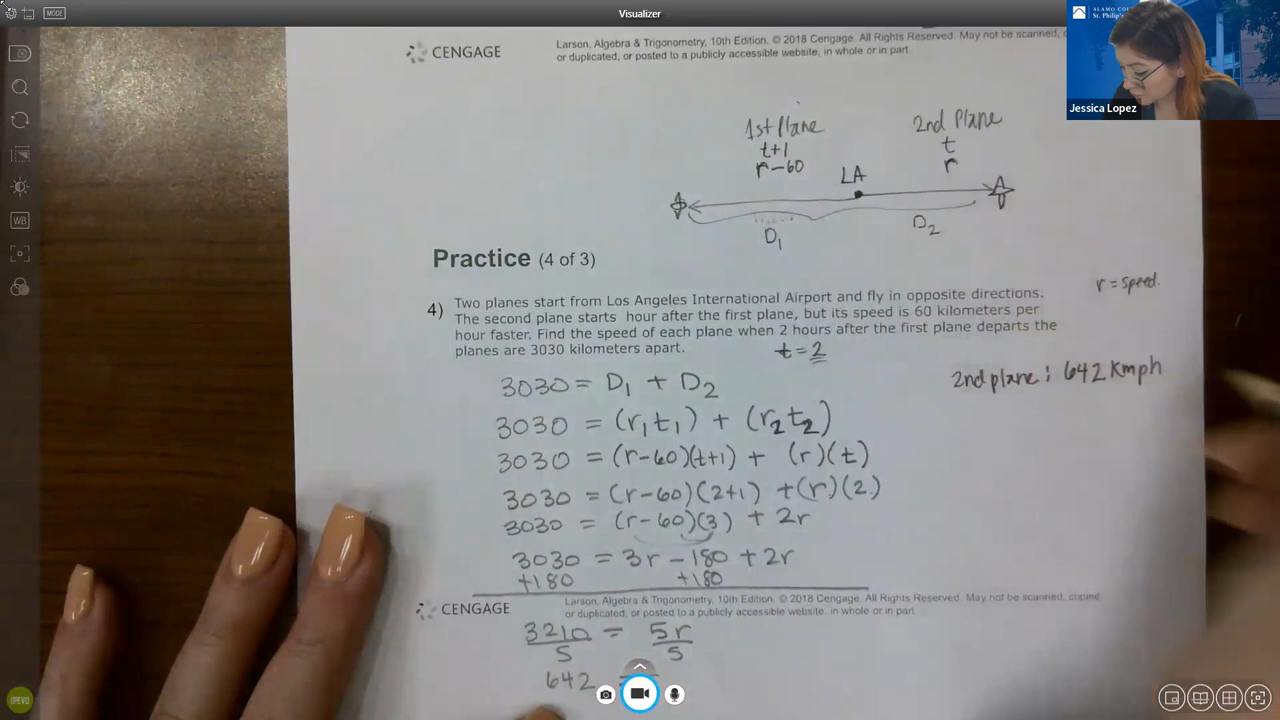 MODE
Visualizer
ALAMO CO
St. Philip's
Jessica Lopez
CENGAGE
Larson, Algebra & Trigonometry, 10th Edition. © 2018 Cengage. All Rights Reserved. May not be scanned,
or duplicated, or posted to a publicly accessible website, in whole or in part.
1st Plane
t+1
r-60
LA
2nd Plane
t
r
D1
D2
Practice (4 of 3)
r = speed.
4) Two planes start from Los Angeles International Airport and fly in opposite directions.
The second plane starts hour after the first plane, but its speed is 60 kilometers per
hour faster. Find the speed of each plane when 2 hours after the first plane departs the
planes are 3030 kilometers apart.
t = 2
2nd plane: 642 Kmph
3030 = D1 + D2
3030 = (r1t1) + (r2t2)
3030 = (r-60)(t+1) + (r)(t)
3030 = (r-60)(2+1) + (r)(2)
3030 = (r-60)(3) + 2r
3030 = 3r - 180 + 2r
+180 +180
CENGAGE
Larson, Algebra & Trigonometry, 10th Edition. © 2018 Cengage. All Rights Reserved. May not be scanned, copied
or duplicated, or posted to a publicly accessible website, in whole or in part.
3210 = 5r
5 5
642
WB
IPEVO